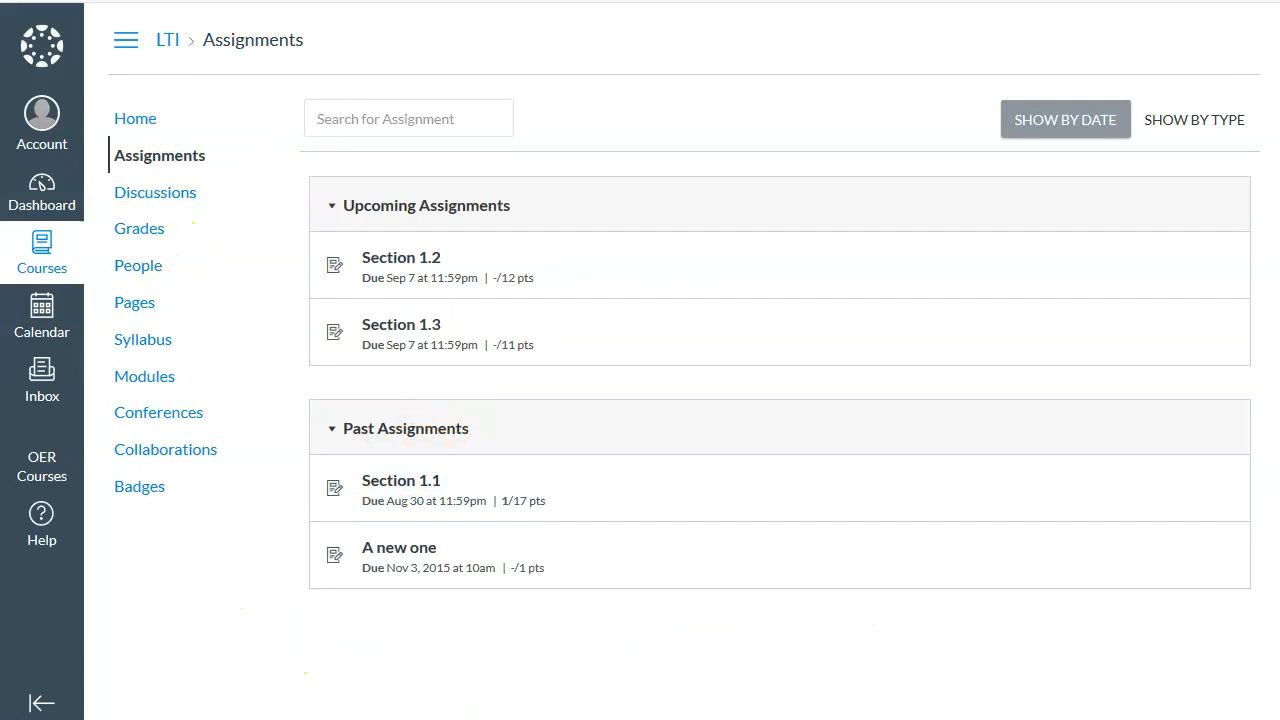 LTI › Assignments
Account
Dashboard
Courses
Calendar
Inbox
OER
Courses
Help
Home
Assignments
Discussions
Grades
People
Pages
Syllabus
Modules
Conferences
Collaborations
Badges
Search for Assignment
SHOW BY DATE SHOW BY TYPE
Upcoming Assignments
Section 1.2
Due Sep 7 at 11:59pm | -/12 pts
Section 1.3
Due Sep 7 at 11:59pm | -/11 pts
Past Assignments
Section 1.1
Due Aug 30 at 11:59pm | 1/17 pts
A new one
Due Nov 3, 2015 at 10am | -/1 pts